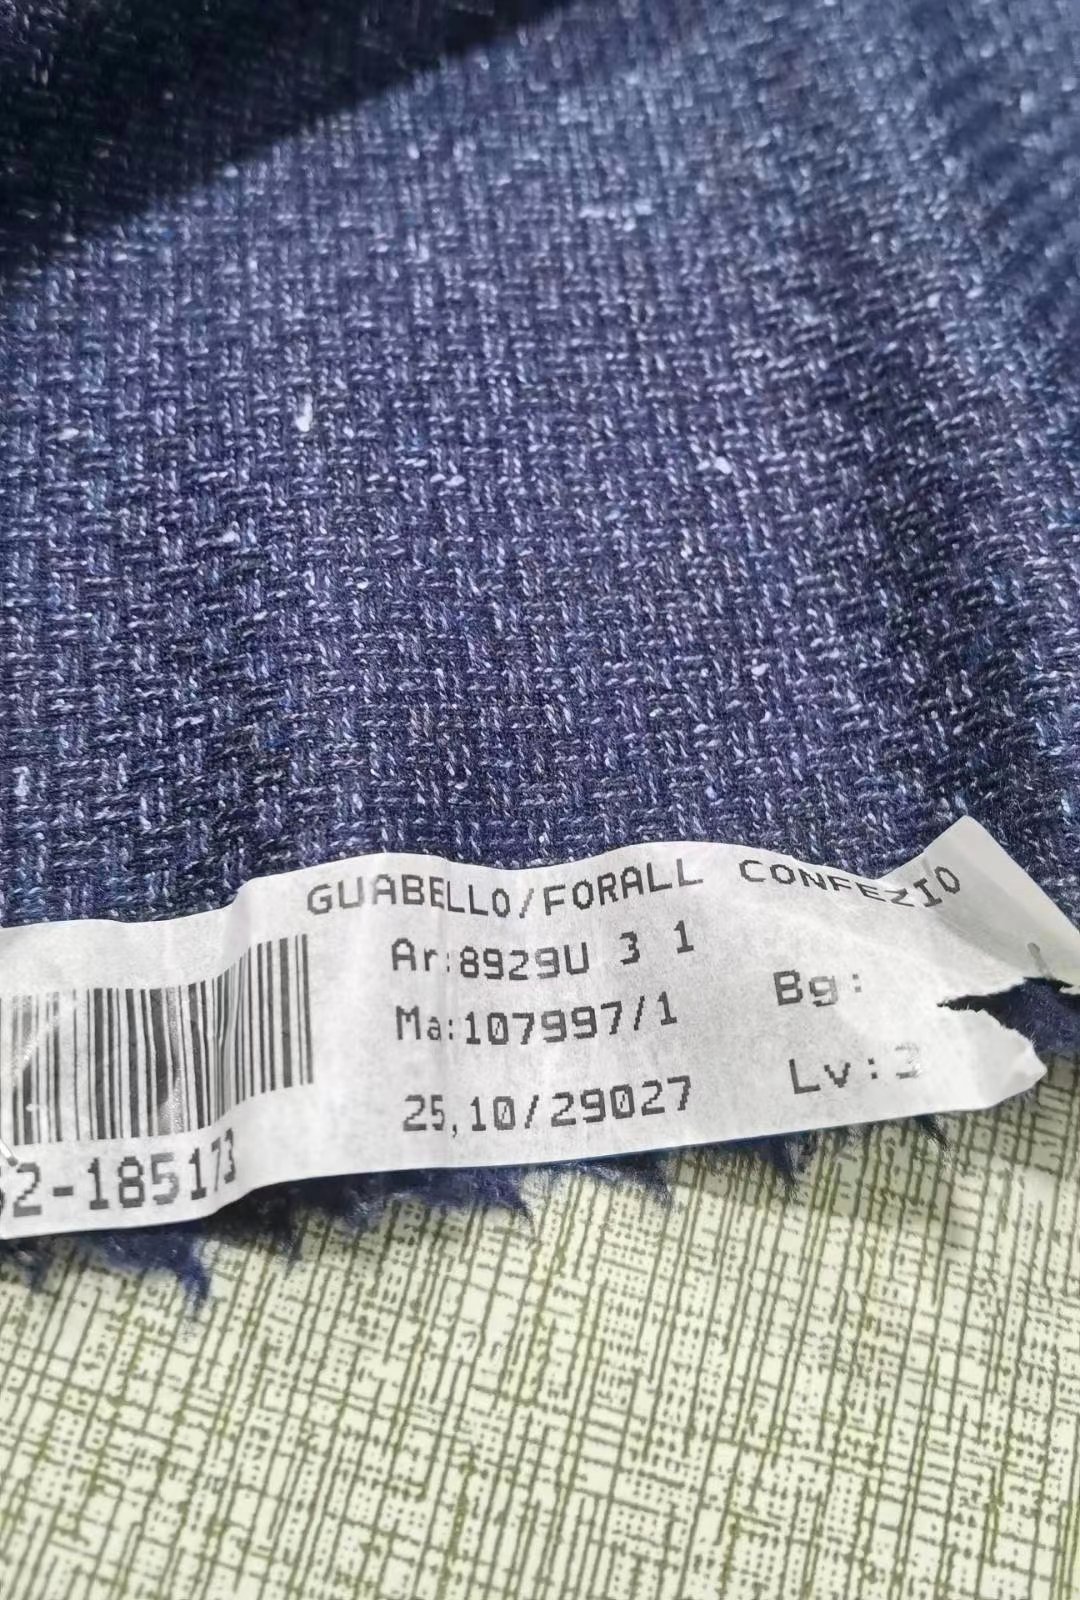 GUABELLO/FORALL CONFEZIO
Ar:8929U 3 1
Bg:
Ma:107997/1
Lv:3
25,10/29027
2-185173